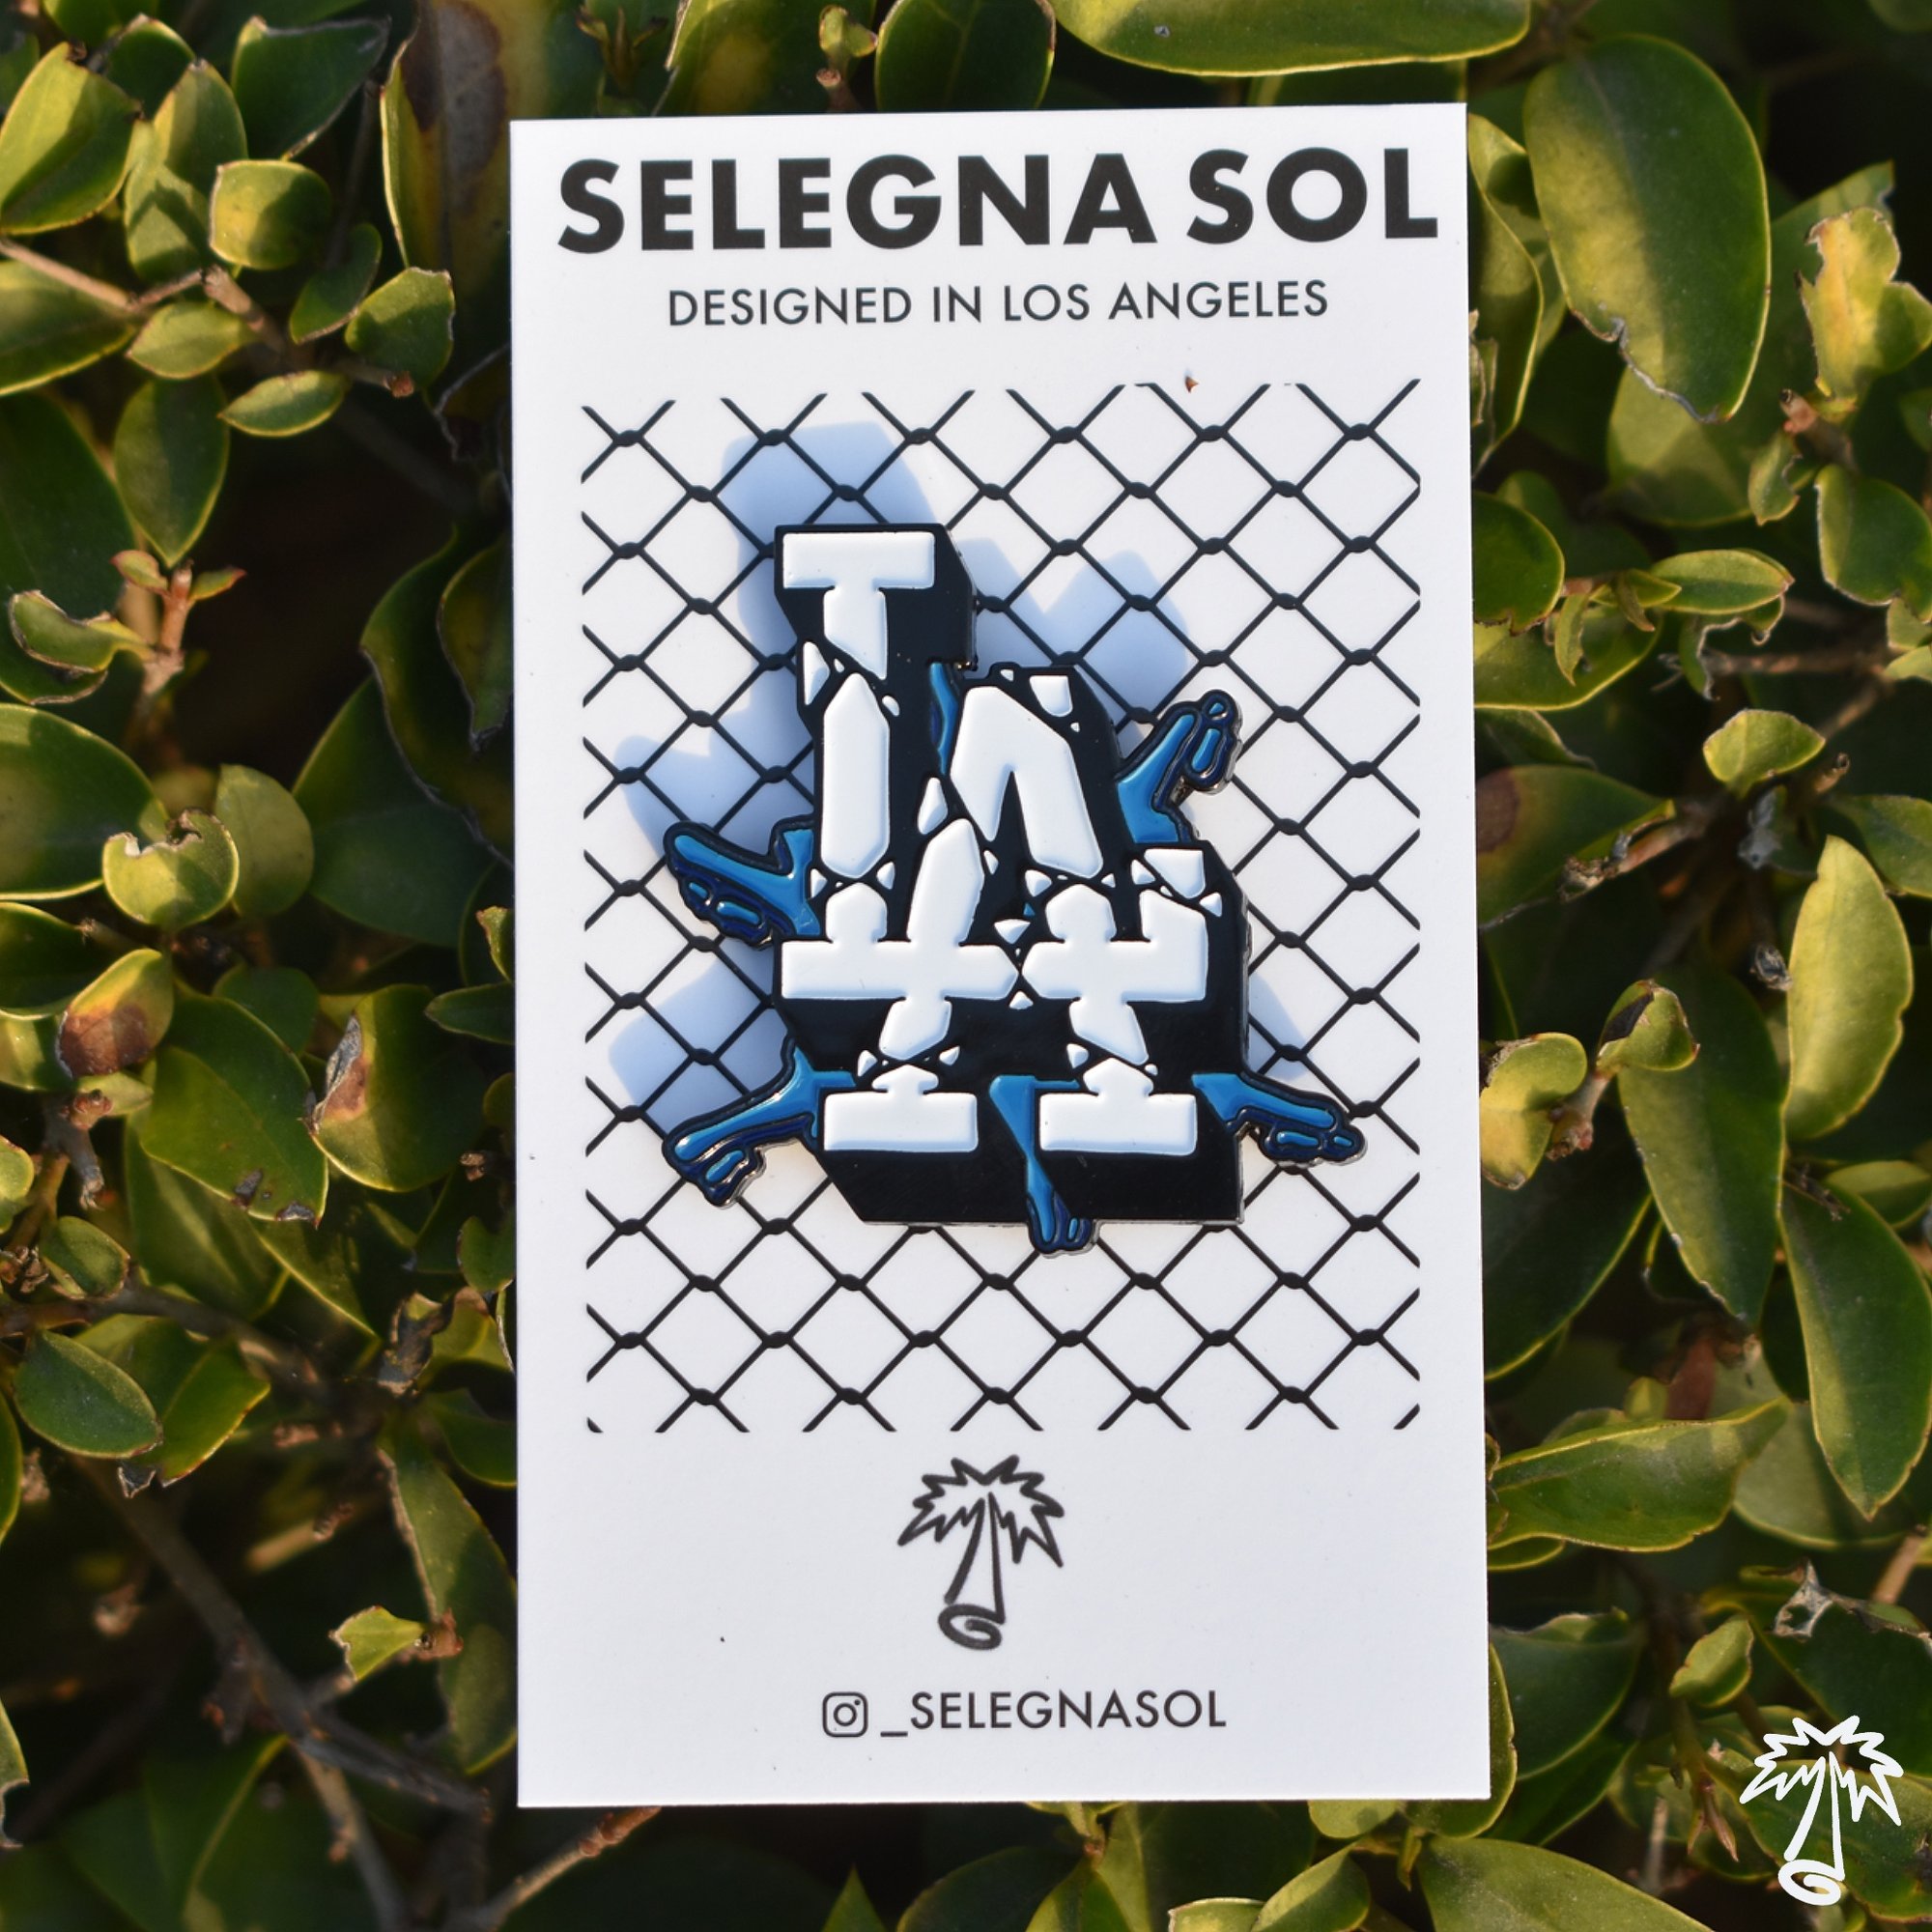 SELEGNA SOL
DESIGNED IN LOS ANGELES
LA
_SELEGNASOL